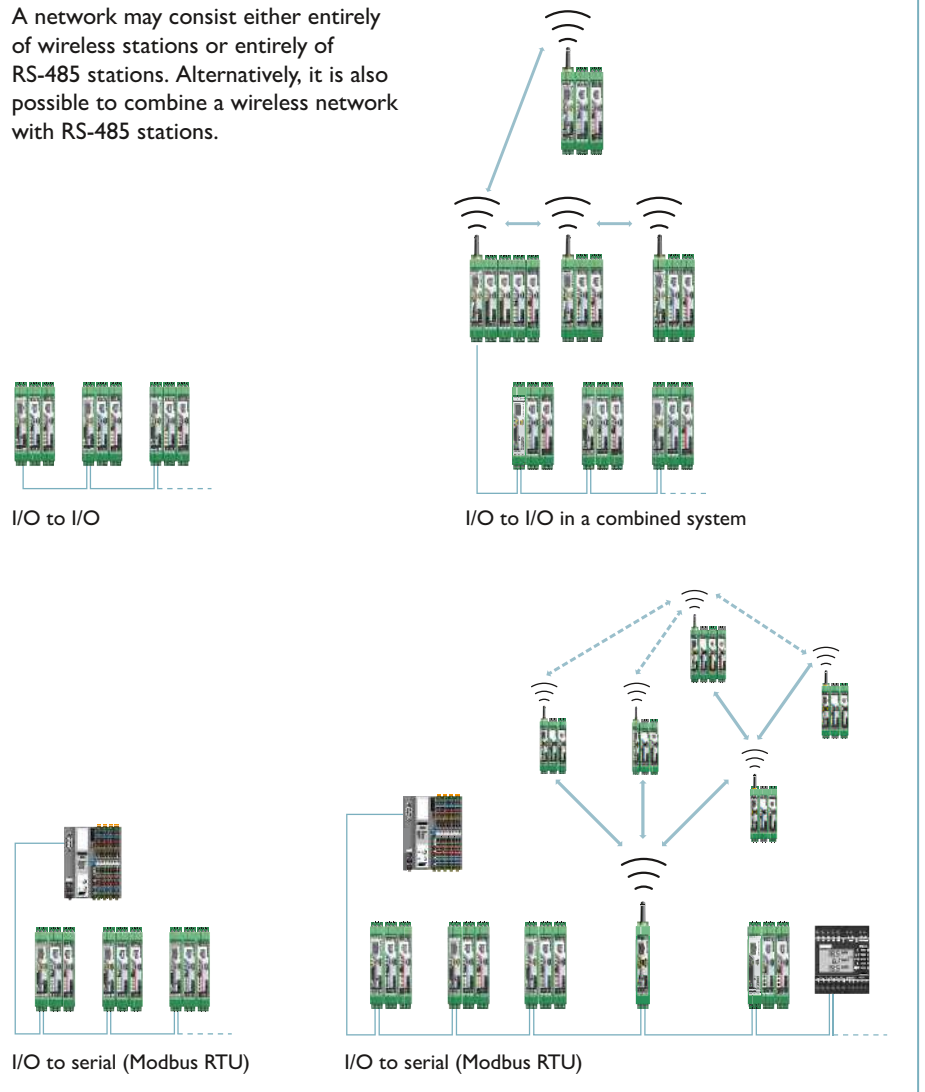 A network may consist either entirely
of wireless stations or entirely of
RS-485 stations. Alternatively, it is also
possible to combine a wireless network
with RS-485 stations.
I/O to I/O
I/O to I/O in a combined system
I/O to serial (Modbus RTU)
I/O to serial (Modbus RTU)